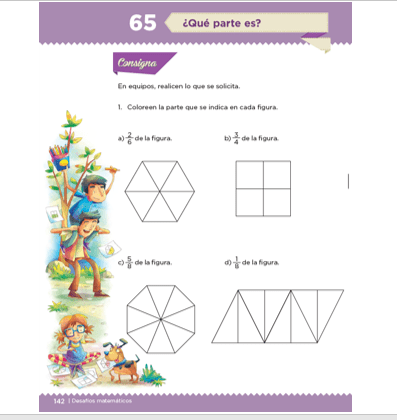 65 ¿Qué parte es?
Consigna
En equipos, realicen lo que se solicita.
1. Coloreen la parte que se indica en cada figura.
a) 2/6 de la figura.
b) 3/4 de la figura.
c) 5/8 de la figura.
d) 1/8 de la figura.
142 | Desafíos matemáticos